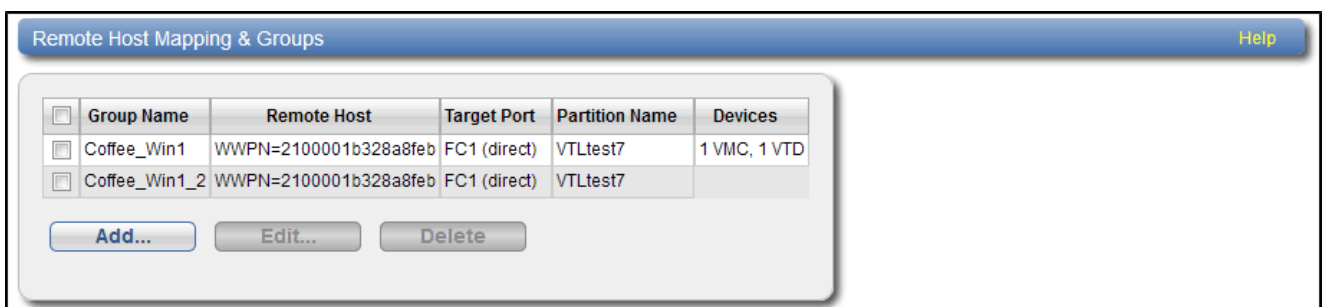 Remote Host Mapping & Groups Help
Group Name Remote Host Target Port Partition Name Devices
Coffee_Win1 WWPN=2100001b328a8feb FC1 (direct) VTLtest7 1 VMC, 1 VTD
Coffee_Win1_2 WWPN=2100001b328a8feb FC1 (direct) VTLtest7
Add... Edit... Delete